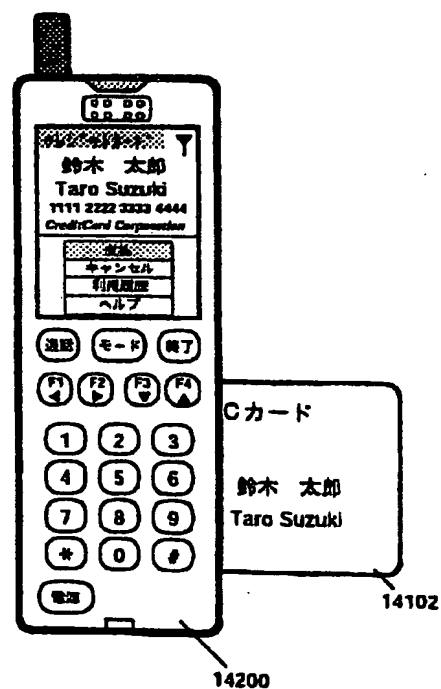 鈴木 太郎
Taro Suzuki
1111 2222 3333 4444
CreditCard Corporation
キャンセル
利用履歴
ヘルプ
通話 モード 終了
F1 F2 F3 F4
1 2 3
4 5 6
7 8 9
* 0 #
電源
Cカード
鈴木 太郎
Taro Suzuki
14102
14200